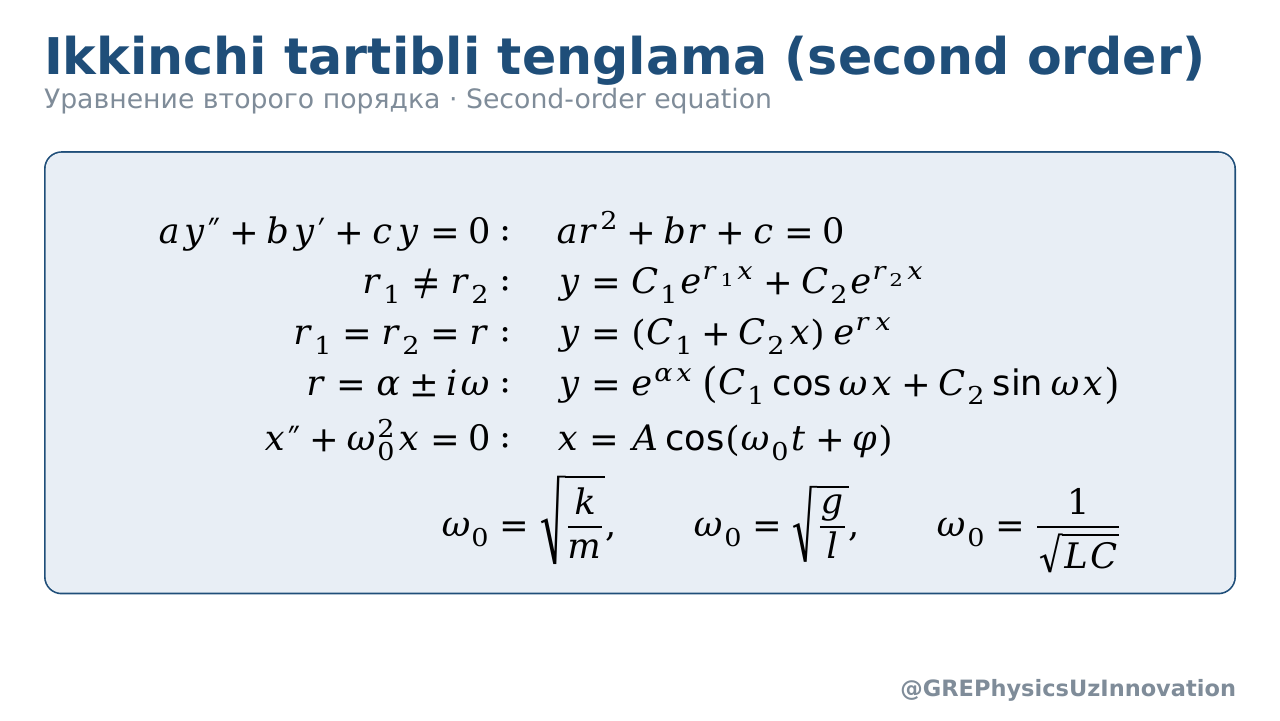 Ikkinchi tartibli tenglama (second order)
Уравнение второго порядка · Second-order equation
ay″ + by′ + cy = 0 : ar² + br + c = 0
r₁ ≠ r₂ : y = C₁e^{r₁x} + C₂e^{r₂x}
r₁ = r₂ = r : y = (C₁ + C₂x) e^{rx}
r = α ± iω : y = e^{αx} (C₁ cos ωx + C₂ sin ωx)
x″ + ω₀²x = 0 : x = A cos(ω₀t + φ)
ω₀ = √(k/m), ω₀ = √(g/l), ω₀ = 1/√(LC)
@GREPhysicsUzInnovation